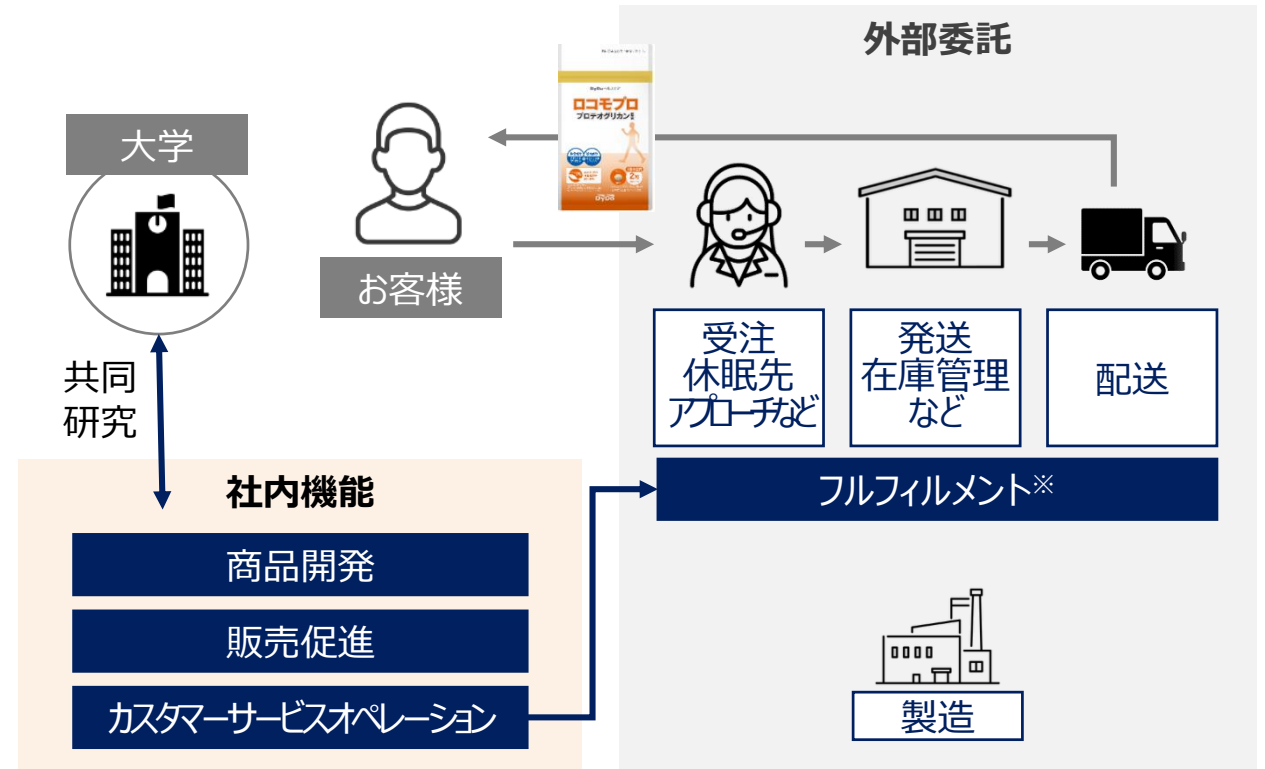 外部委託
ロコモプロ
プロテオグリカン
大学
お客様
受注
休眠先
アプローチなど
発送
在庫管理
など
配送
共同
研究
フルフィルメント※
社内機能
商品開発
販売促進
カスタマーサービスオペレーション
製造